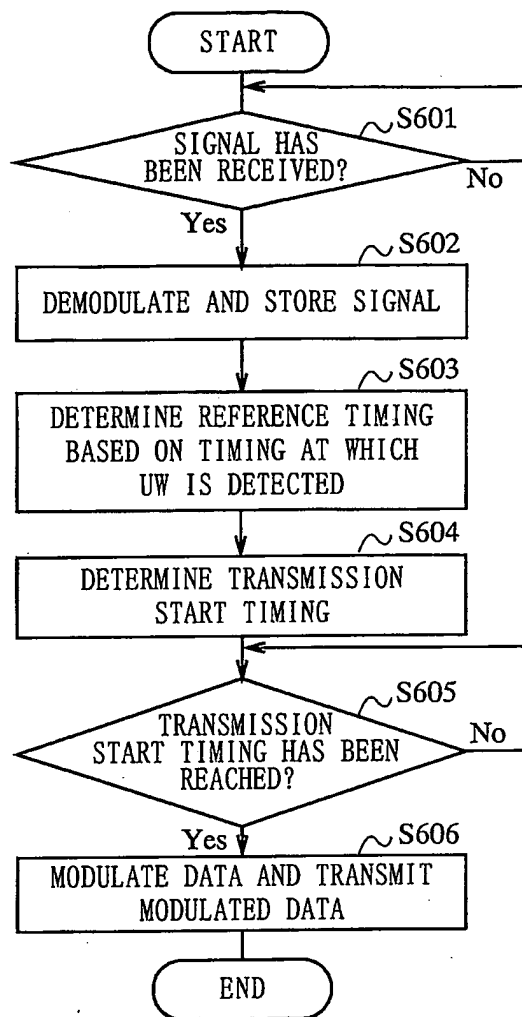 START
S601
SIGNAL HAS
BEEN RECEIVED?
No
Yes
S602
DEMODULATE AND STORE SIGNAL
S603
DETERMINE REFERENCE TIMING
BASED ON TIMING AT WHICH
UW IS DETECTED
S604
DETERMINE TRANSMISSION
START TIMING
S605
TRANSMISSION
START TIMING HAS BEEN
REACHED?
No
Yes
S606
MODULATE DATA AND TRANSMIT
MODULATED DATA
END